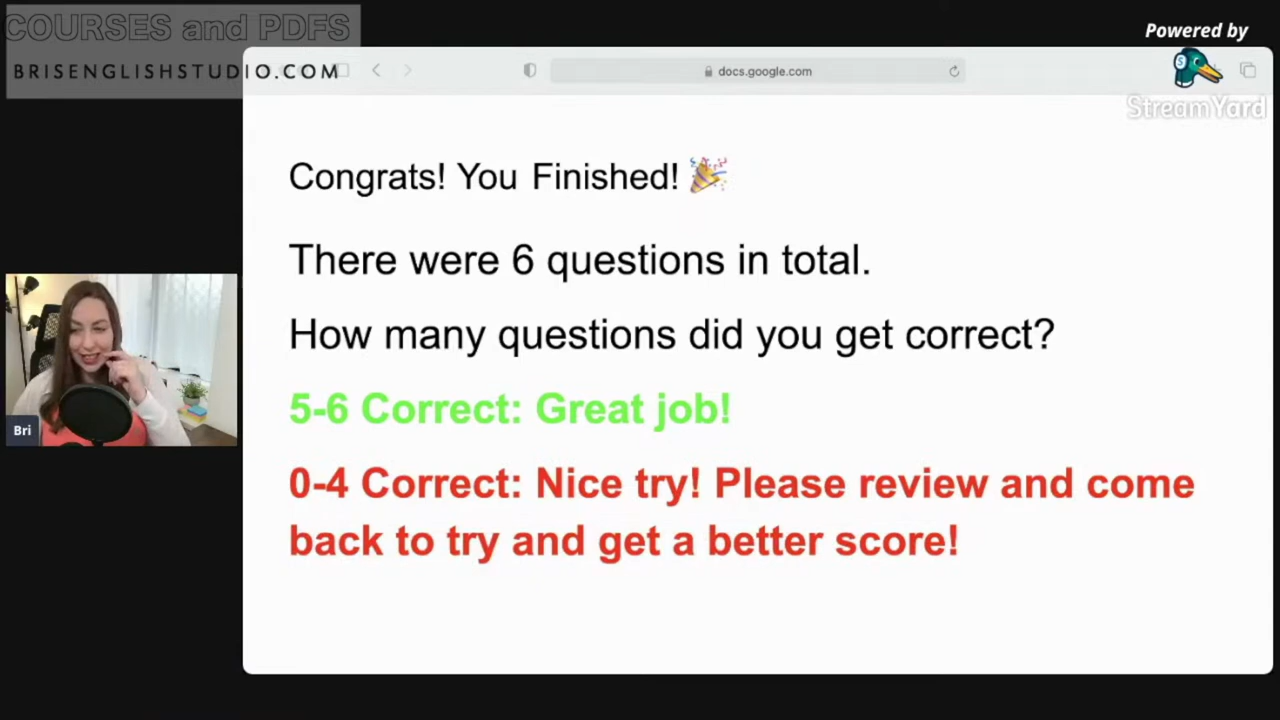 COURSES and PDFS
BRISENGLISHSTUDIO.COM
Powered by
StreamYard
docs.google.com
Congrats! You Finished! 🎉
There were 6 questions in total.
How many questions did you get correct?
5-6 Correct: Great job!
0-4 Correct: Nice try! Please review and come
back to try and get a better score!
Bri